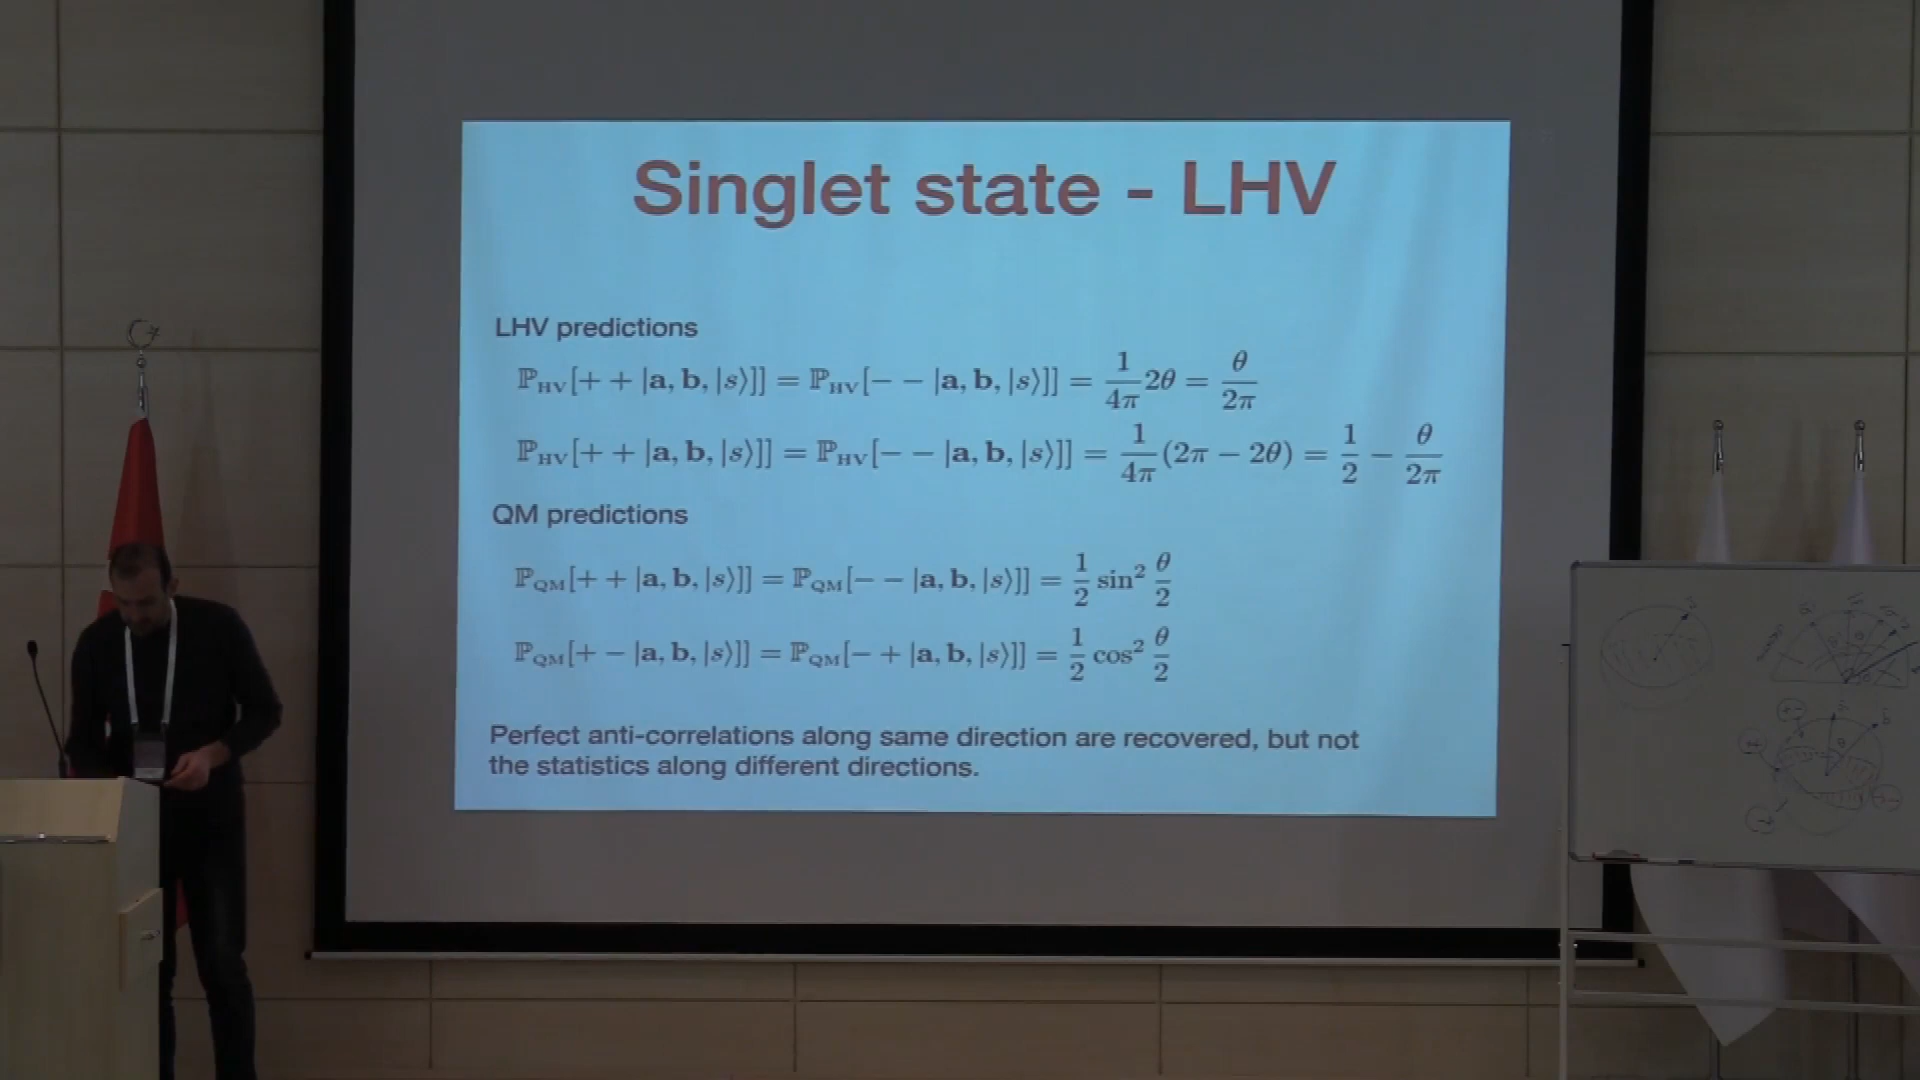 Singlet state - LHV
LHV predictions
ℙ_HV[+ + |a, b, |s⟩]] = ℙ_HV[− − |a, b, |s⟩]] = 1/4π 2θ = θ/2π
ℙ_HV[+ + |a, b, |s⟩]] = ℙ_HV[− − |a, b, |s⟩]] = 1/4π (2π − 2θ) = 1/2 − θ/2π
QM predictions
ℙ_QM[+ + |a, b, |s⟩]] = ℙ_QM[− − |a, b, |s⟩]] = 1/2 sin² θ/2
ℙ_QM[+ − |a, b, |s⟩]] = ℙ_QM[− + |a, b, |s⟩]] = 1/2 cos² θ/2
Perfect anti-correlations along same direction are recovered, but not
the statistics along different directions.